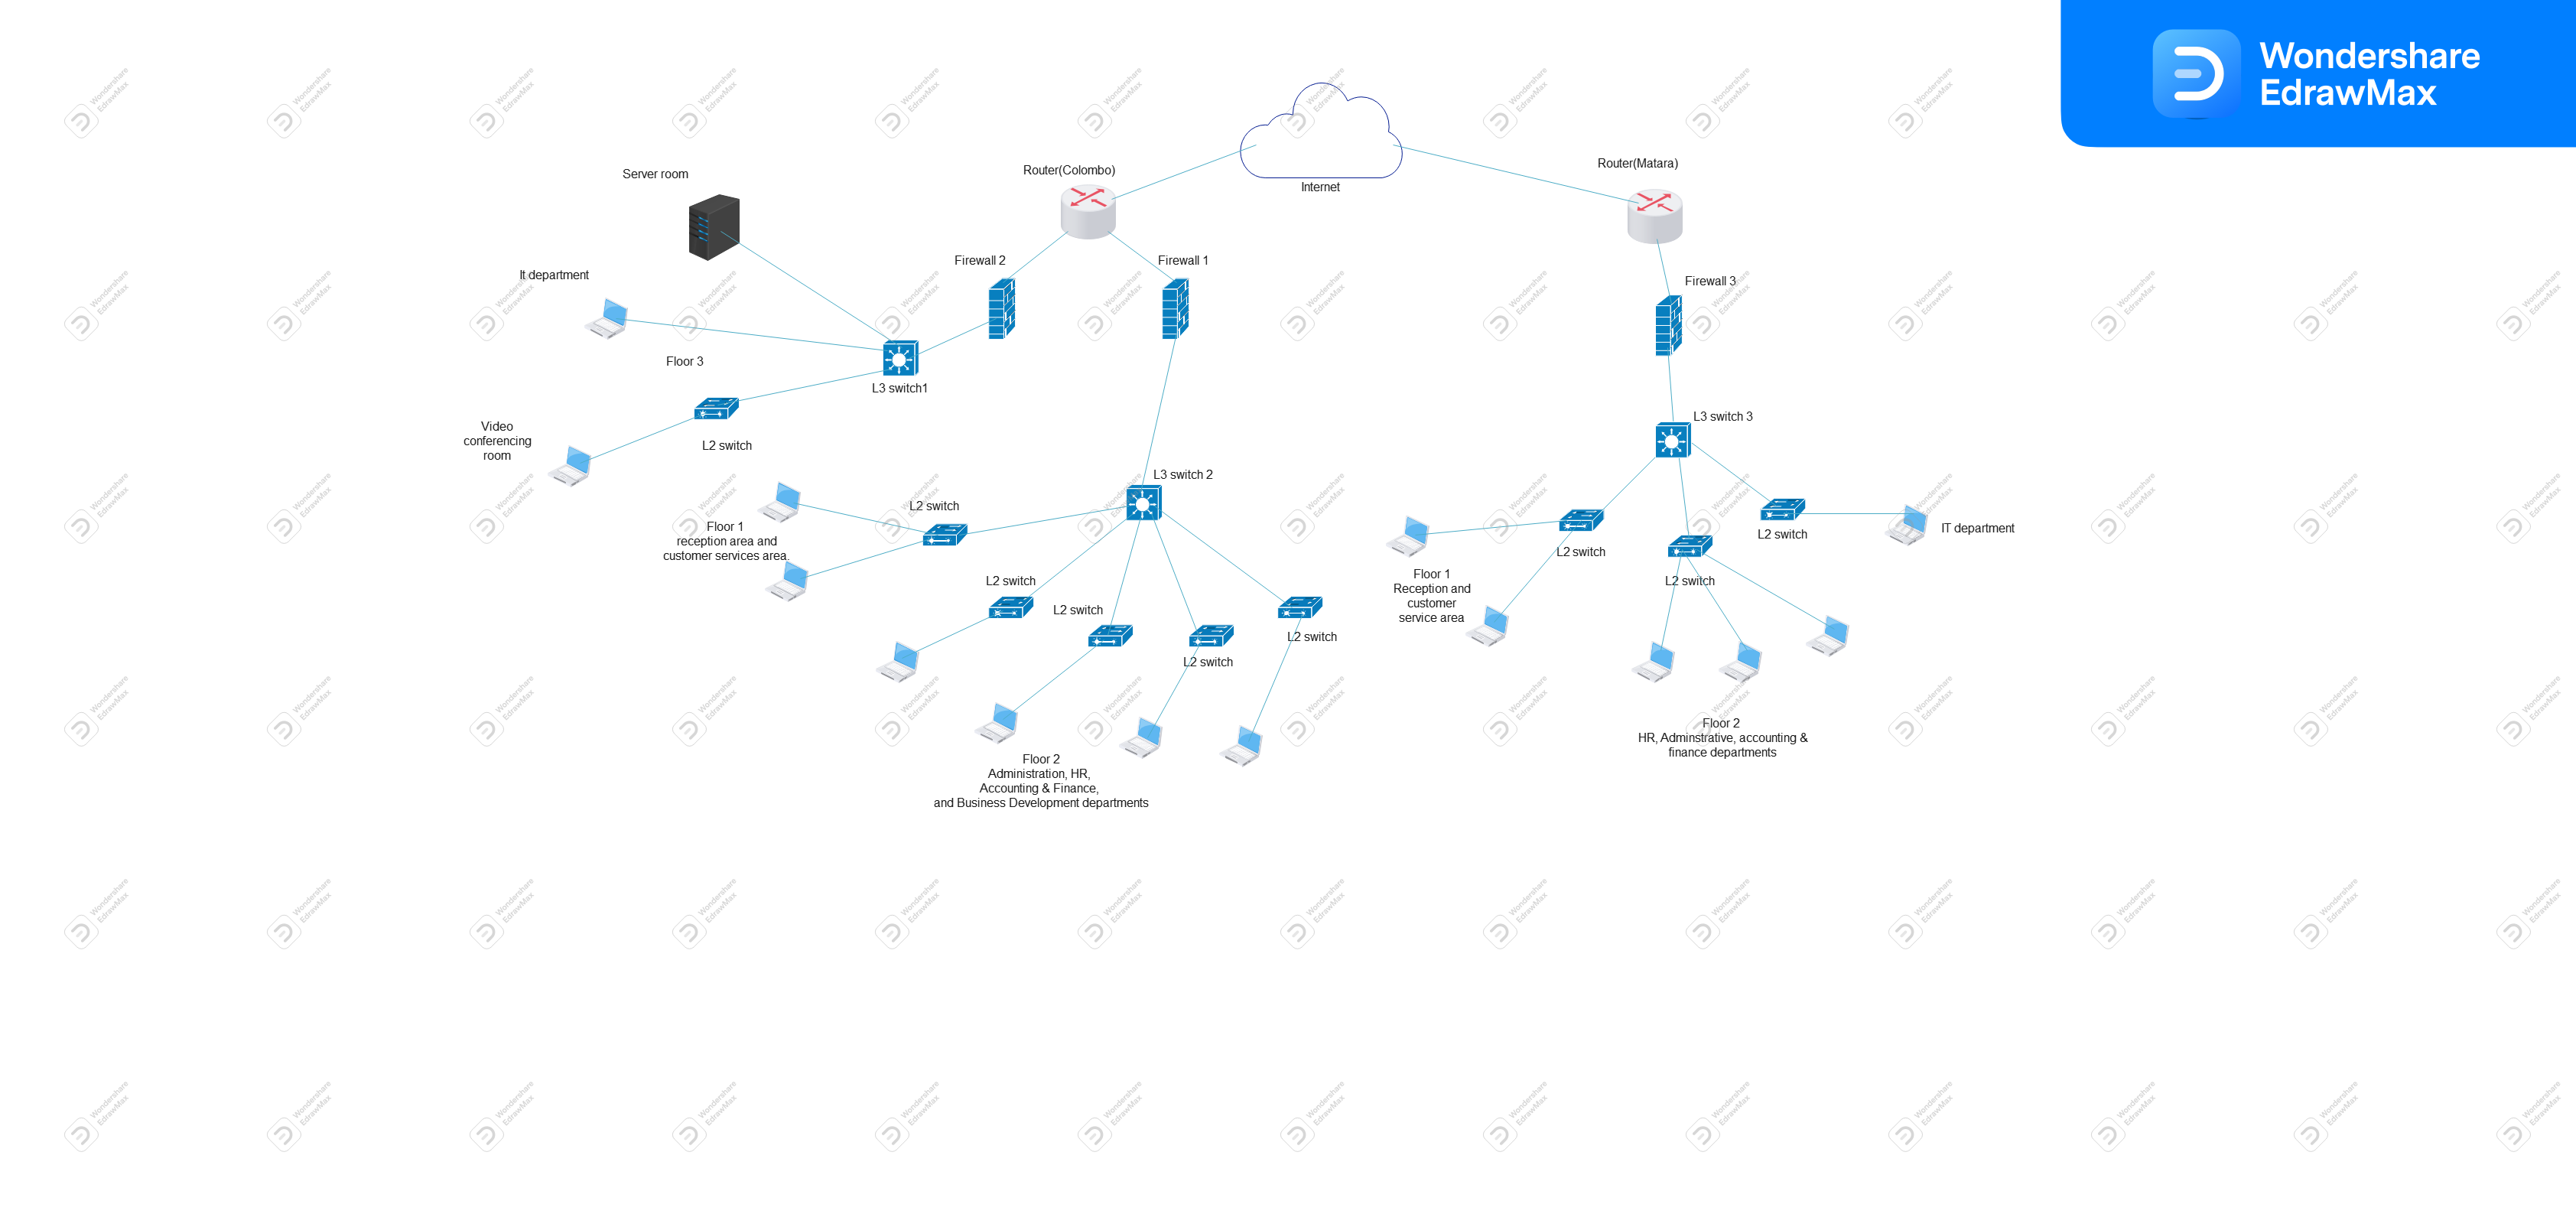 Wondershare
EdrawMax
Router(Matara)
Router(Colombo)
Server room
Internet
Firewall 2
Firewall 1
It department
Firewall 3
Floor 3
L3 switch1
L3 switch 3
Video
conferencing
room
L2 switch
L3 switch 2
L2 switch
Floor 1
reception area and
customer services area.
IT department
L2 switch
L2 switch
Floor 1
Reception and
customer
service area
L2 switch
L2 switch
L2 switch
L2 switch
L2 switch
Floor 2
HR, Adminstrative, accounting &
finance departments
Floor 2
Administration, HR,
Accounting & Finance,
and Business Development departments